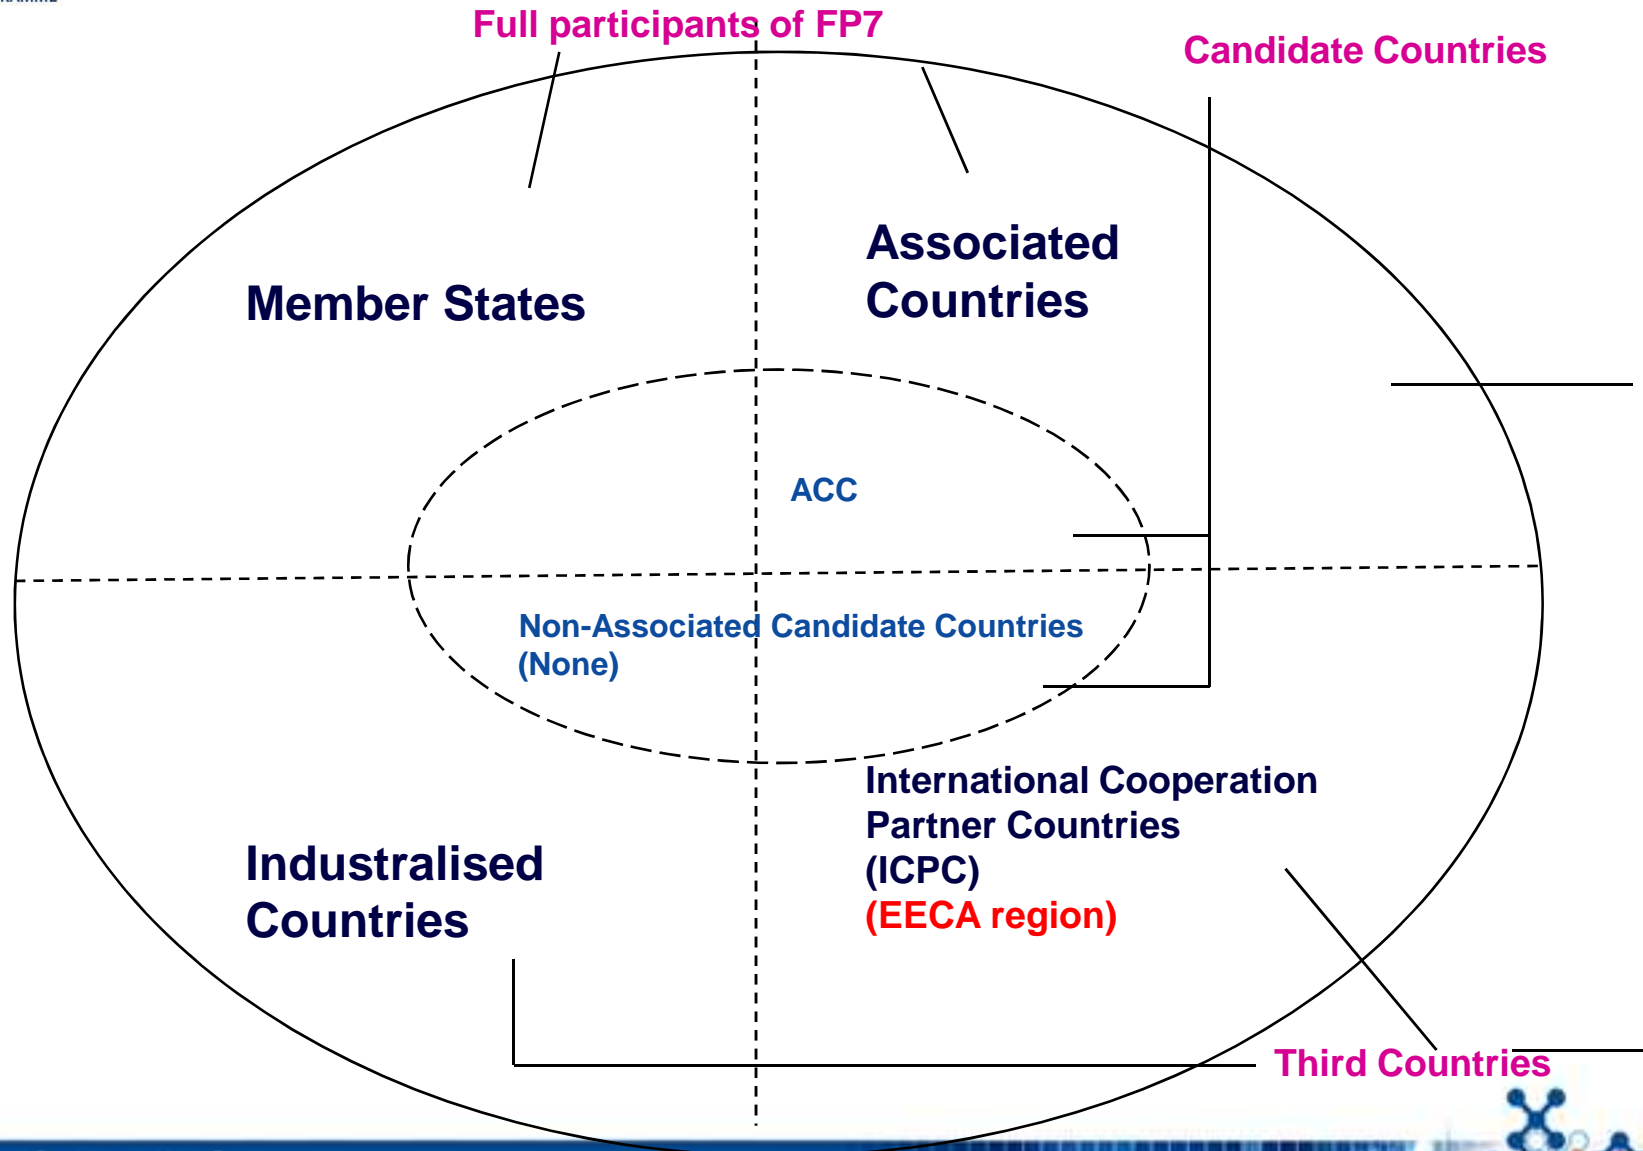 Full participants of FP7
Candidate Countries
Associated
Countries
Member States
ACC
Non-Associated Candidate Countries
(None)
International Cooperation
Partner Countries
(ICPC)
(EECA region)
Industralised
Countries
Third Countries